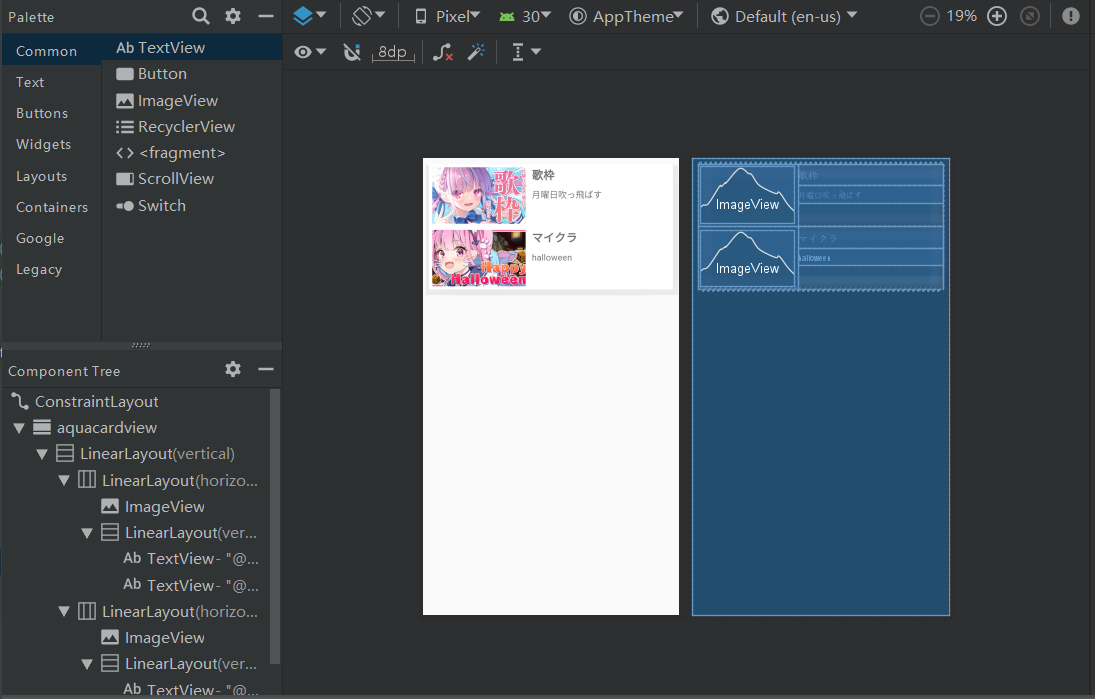 Palette
Pixel
30
AppTheme
Default (en-us)
19%
8dp
Common
Text
Buttons
Widgets
Layouts
Containers
Google
Legacy
Ab TextView
Button
ImageView
RecyclerView
<fragment>
ScrollView
Switch
歌枠
歌枠
月曜日吹っ飛ばす
Happy
Halloween
マイクラ
halloween
ImageView
歌枠
月曜日吹っ飛ばす
ImageView
マイクラ
halloween
Component Tree
ConstraintLayout
aquacardview
LinearLayout(vertical)
LinearLayout(horizo...
ImageView
LinearLayout(ver...
Ab TextView- "@...
Ab TextView- "@...
LinearLayout(horizo...
ImageView
LinearLayout(ver...
Ab TextView- "@...